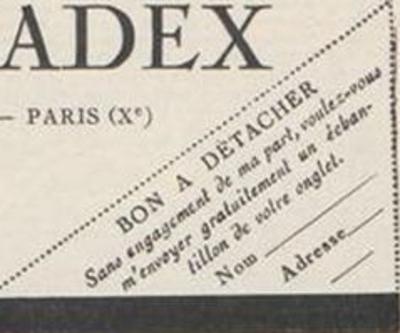 ADEX
— PARIS (Xᵉ)
BON A DÉTACHER
Sans engagement de ma part, voulez-vous
m'envoyer gratuitement un échan-
tillon de votre onglet.
Nom
Adresse